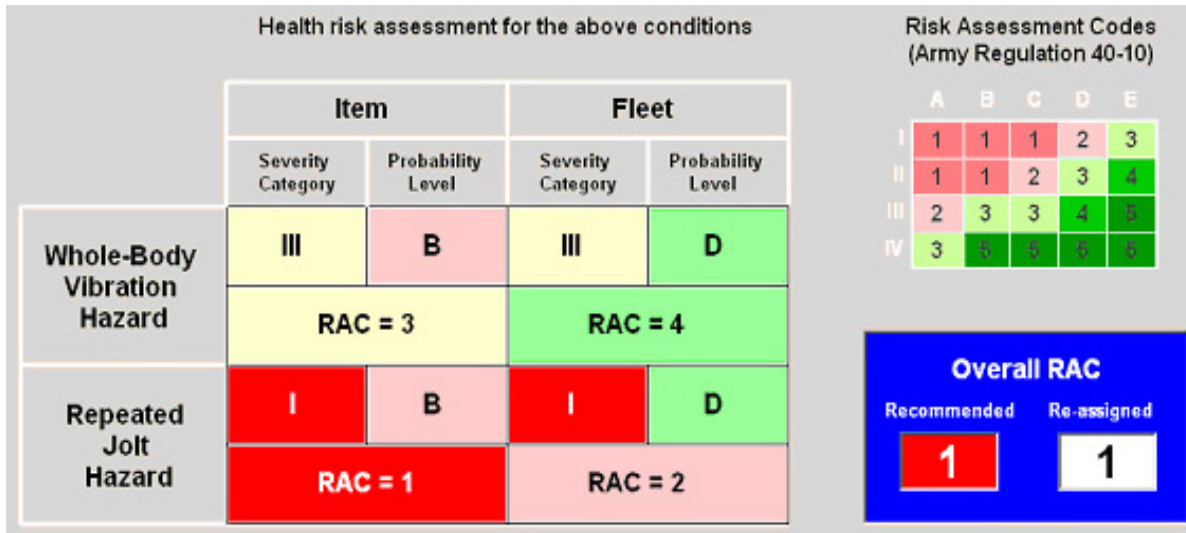 Health risk assessment for the above conditions
Item
Fleet
Severity
Category
Probability
Level
Severity
Category
Probability
Level
Whole-Body
Vibration
Hazard
III
B
III
D
RAC = 3
RAC = 4
Repeated
Jolt
Hazard
I
B
I
D
RAC = 1
RAC = 2
Risk Assessment Codes
(Army Regulation 40-10)
A B C D E
I 1 1 1 2 3
II 1 1 2 3 4
III 2 3 3 4 5
IV 3 5 5 5 5
Overall RAC
Recommended Re-assigned
1 1